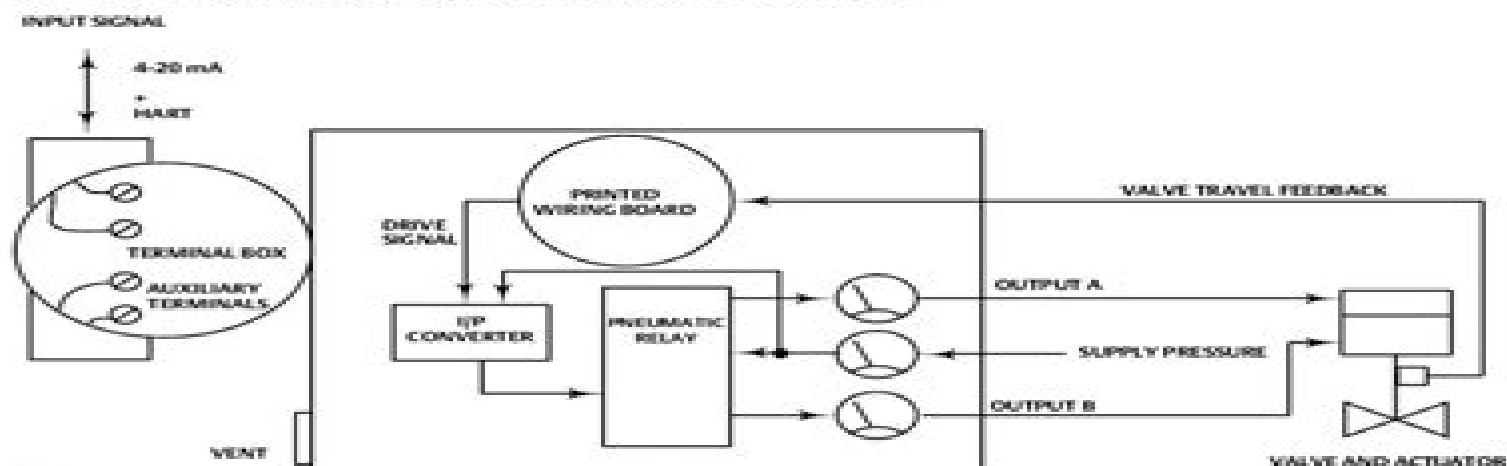 INPUT SIGNAL
4-20 mA
+
HART
TERMINAL BOX
AUXILIARY
TERMINALS
VENT
PRINTED
WIRING BOARD
DRIVE
SIGNAL
I/P
CONVERTER
PNEUMATIC
RELAY
VALVE TRAVEL FEEDBACK
OUTPUT A
SUPPLY PRESSURE
OUTPUT B
VALVE AND ACTUATOR